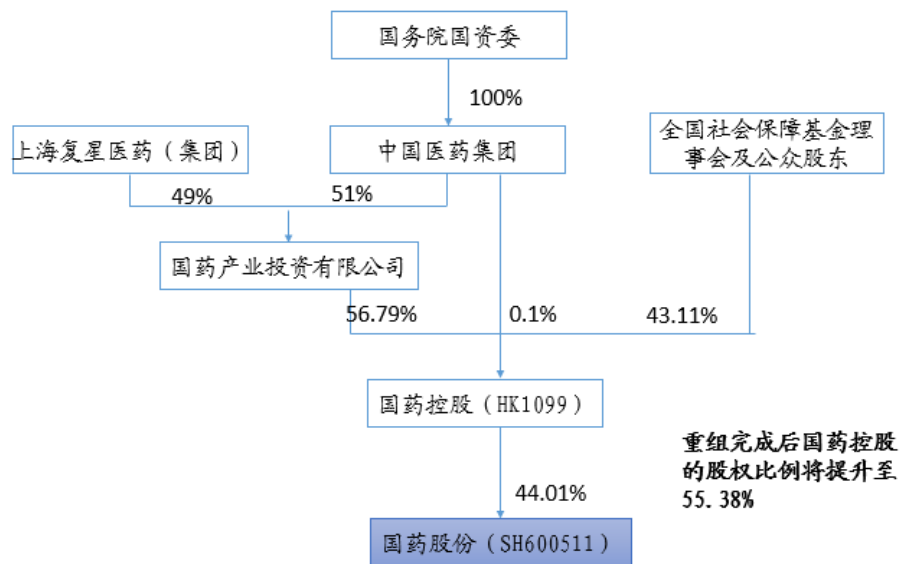 国务院国资委
100%
上海复星医药（集团）
中国医药集团
全国社会保障基金理
事会及公众股东
49%
51%
国药产业投资有限公司
56.79%
0.1%
43.11%
国药控股（HK1099）
重组完成后国药控股
的股权比例将提升至
55.38%
44.01%
国药股份（SH600511）